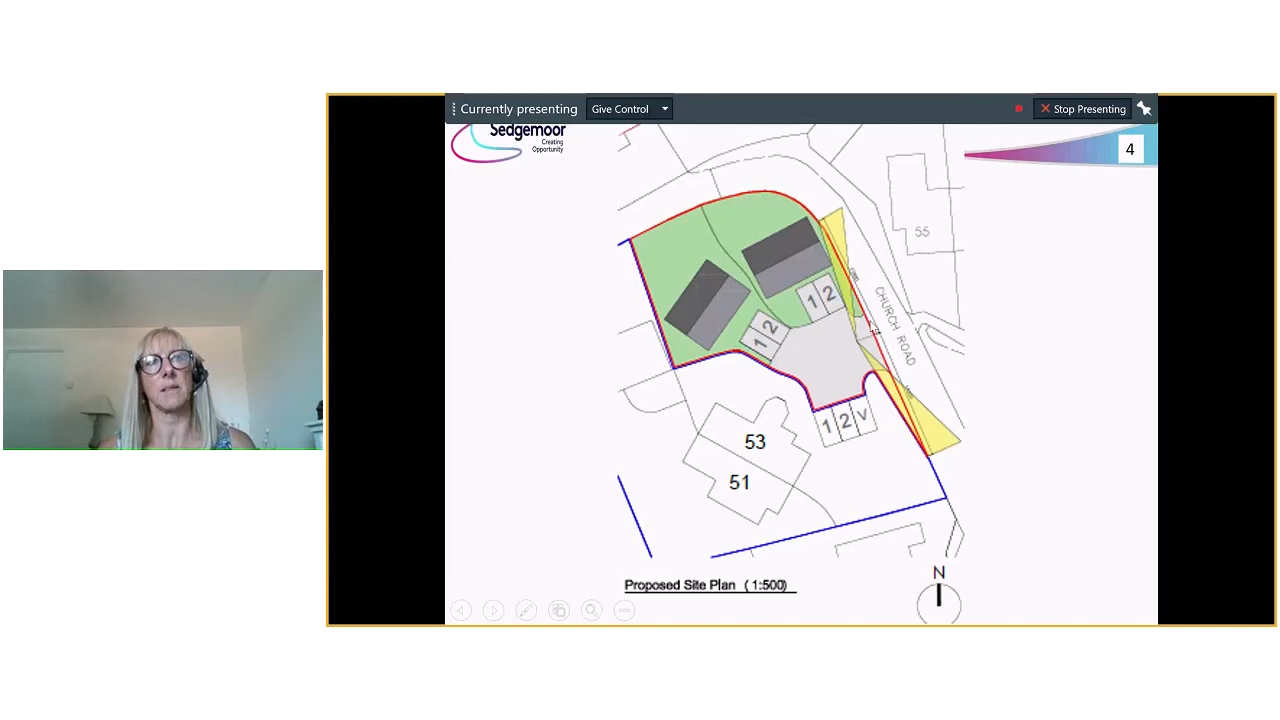 Currently presenting
Give Control
Stop Presenting
Sedgemoor
Creating
Opportunity
4
55
CHURCH ROAD
1 2
1 2
1 2 V
53
51
Proposed Site Plan (1:500)
N